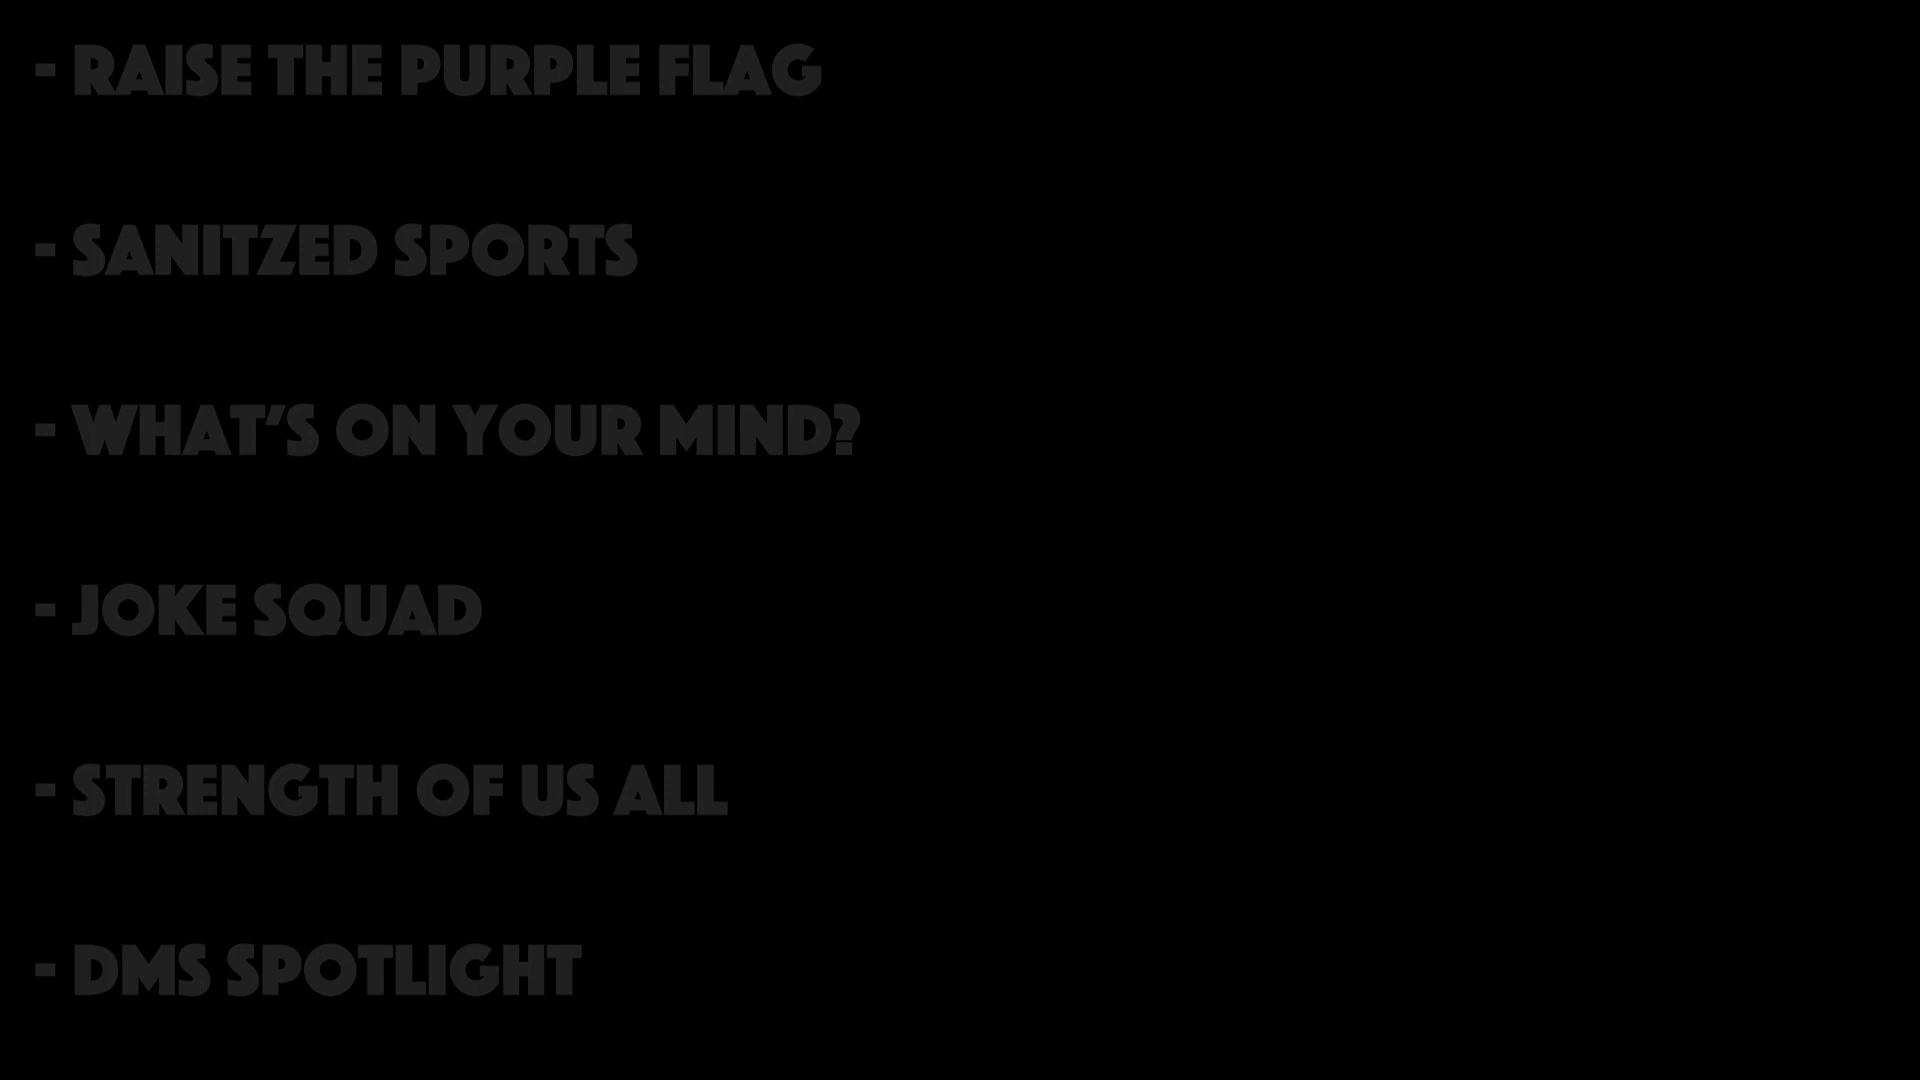 - RAISE THE PURPLE FLAG
- SANITZED SPORTS
- WHAT'S ON YOUR MIND?
- JOKE SQUAD
- STRENGTH OF US ALL
- DMS SPOTLIGHT